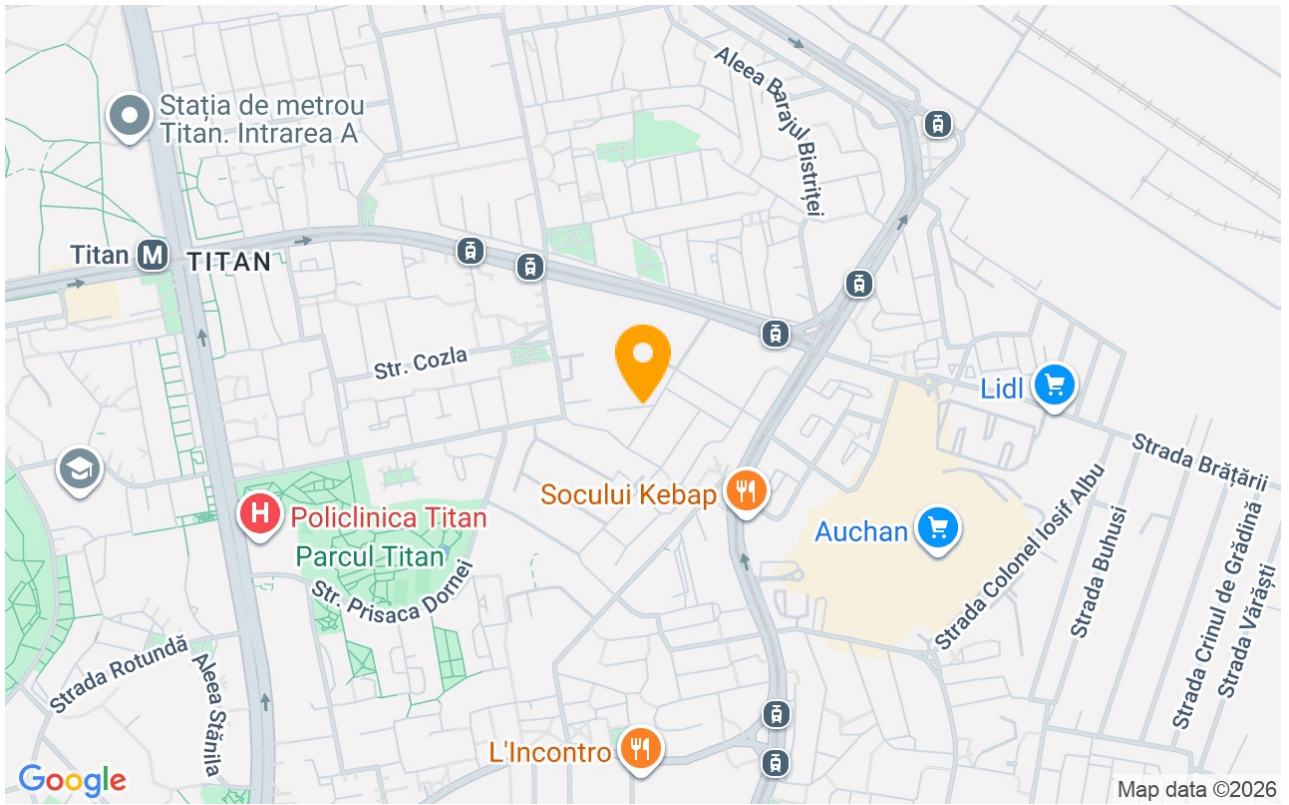 Aleea Barajul Bistriței
Stația de metrou
Titan. Intrarea A
Titan
M
TITAN
Str. Cozla
Lidl
Strada Brățării
Socului Kebap
H
Policlinica Titan
Auchan
Parcul Titan
Strada Colonel Iosif Albu
Strada Buhusi
Strada Crinul de Grădină
Strada Vărăști
Str. Prisaca Dornei
Strada Rotundă
Aleea Stănila
L'Incontro
Google
Map data ©2026